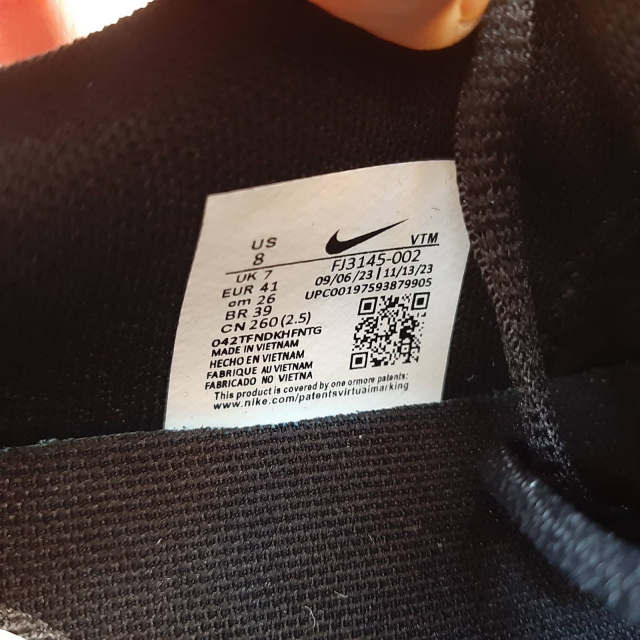 US
8
VTM
UK 7
FJ3145-002
EUR 41
09/06/23 | 11/13/23
cm 26
UPC00197593879905
BR 39
CN 260 (2.5)
042TFNDKHFNTG
MADE IN VIETNAM
HECHO EN VIETNAM
FABRIQUE AU VIETNAM
FABRICADO NO VIETNA
This product is covered by one ormore patents:
www.nike.com/patentsvirtualmarking